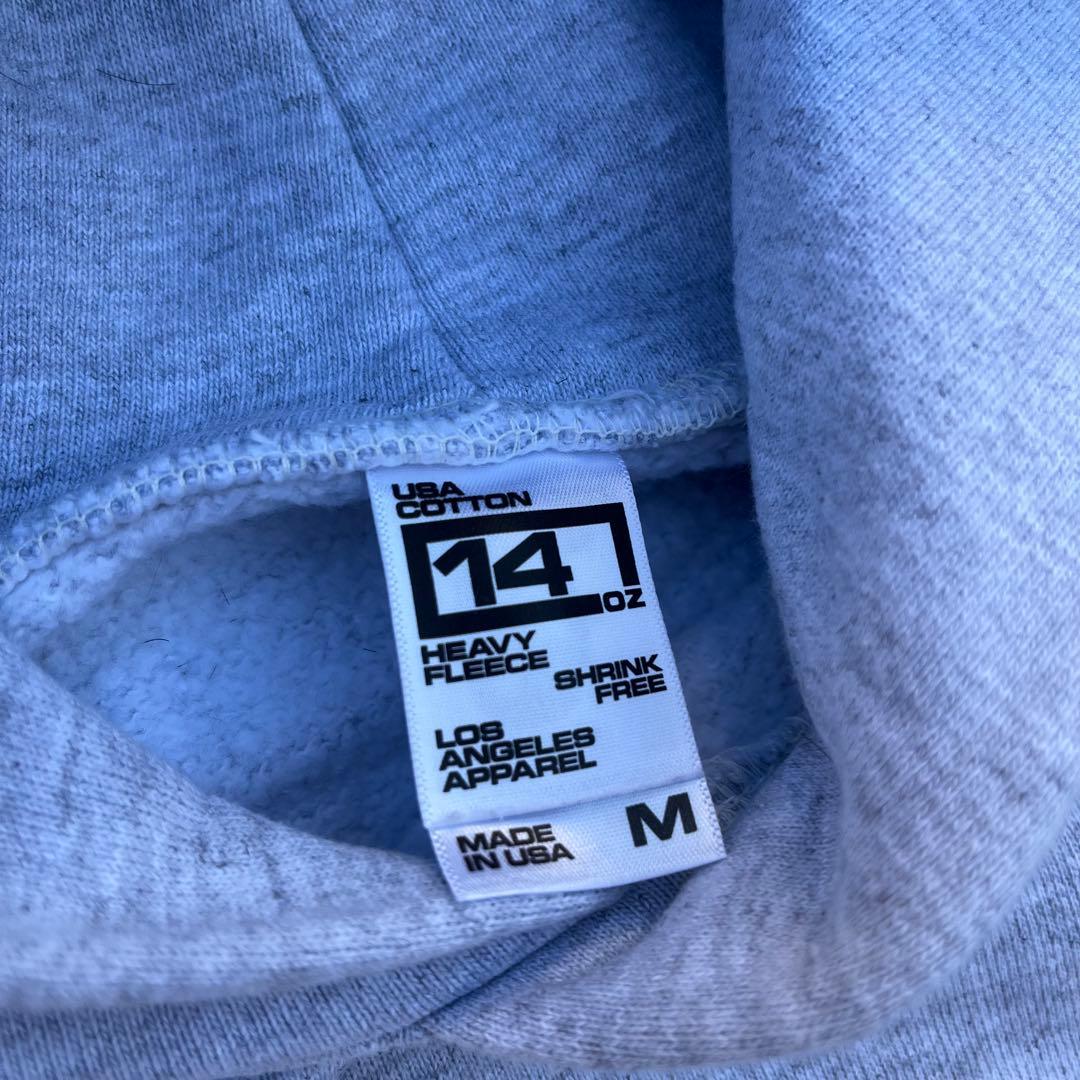 USA
COTTON
14
OZ
HEAVY
FLEECE
SHRINK
FREE
LOS
ANGELES
APPAREL
MADE
IN USA
M